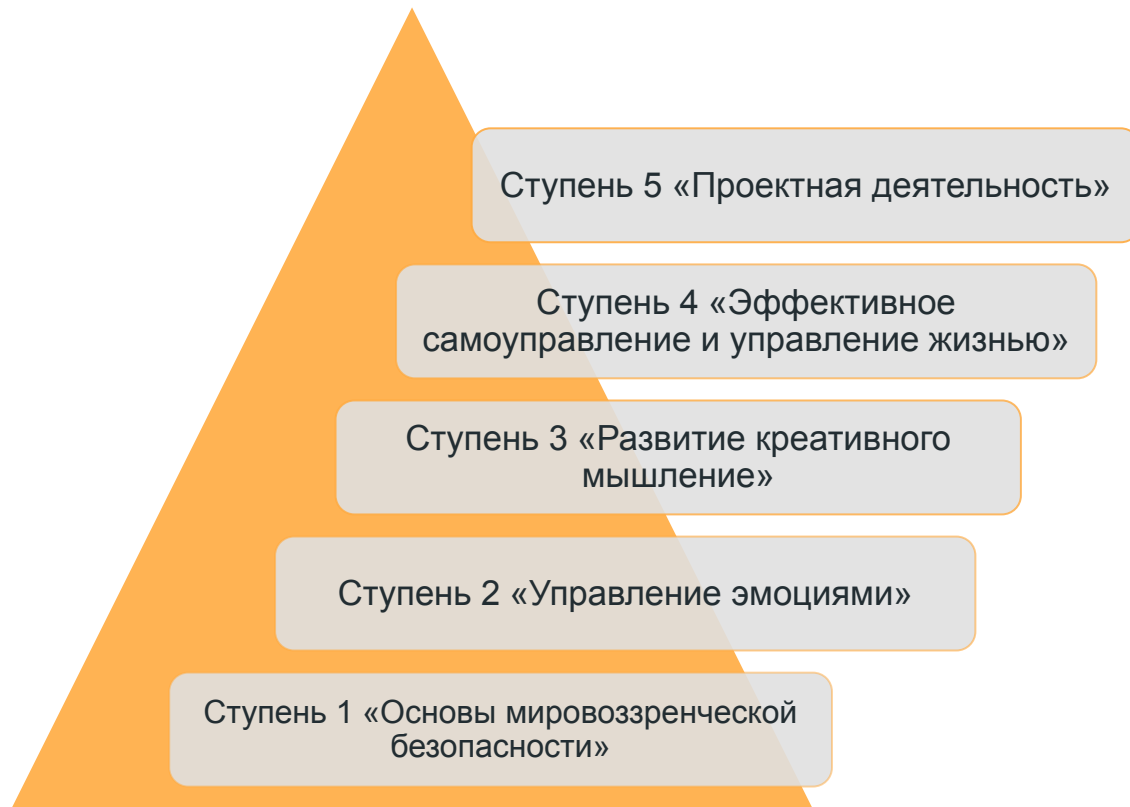 Ступень 5 «Проектная деятельность»
Ступень 4 «Эффективное
самоуправление и управление жизнью»
Ступень 3 «Развитие креативного
мышление»
Ступень 2 «Управление эмоциями»
Ступень 1 «Основы мировоззренческой
безопасности»